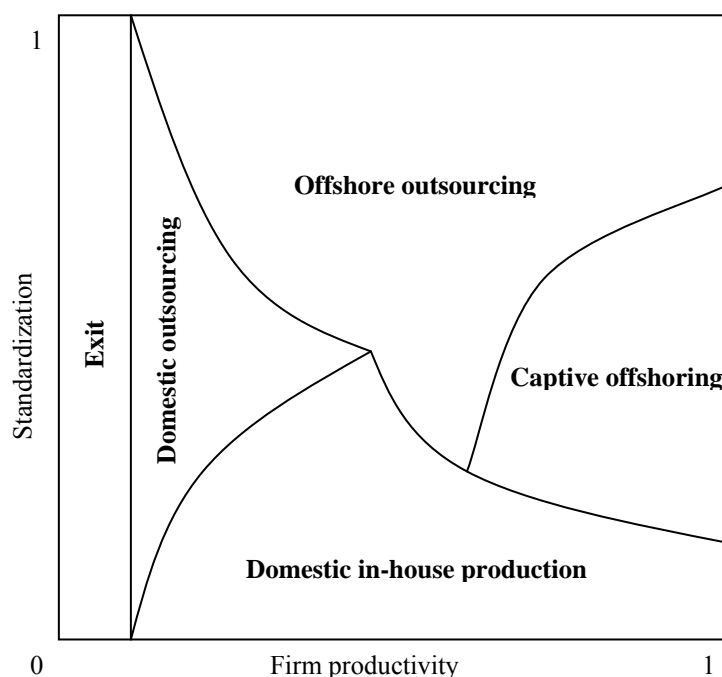 1
Offshore outsourcing
Standardization
Exit
Domestic outsourcing
Captive offshoring
Domestic in-house production
0
Firm productivity
1